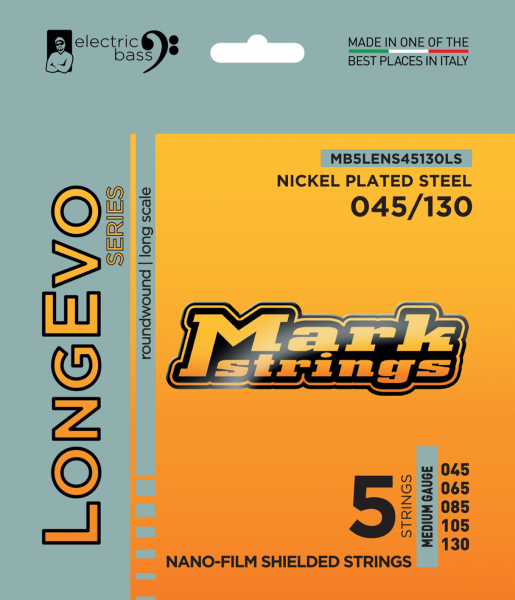 electric
bass
MADE IN ONE OF THE
BEST PLACES IN ITALY
MB5LENS45130LS
NICKEL PLATED STEEL
045/130
LONGEVO
SERIES
roundwound | long scale
Mark
strings
5
STRINGS
MEDIUM GAUGE
045
065
085
105
130
NANO-FILM SHIELDED STRINGS